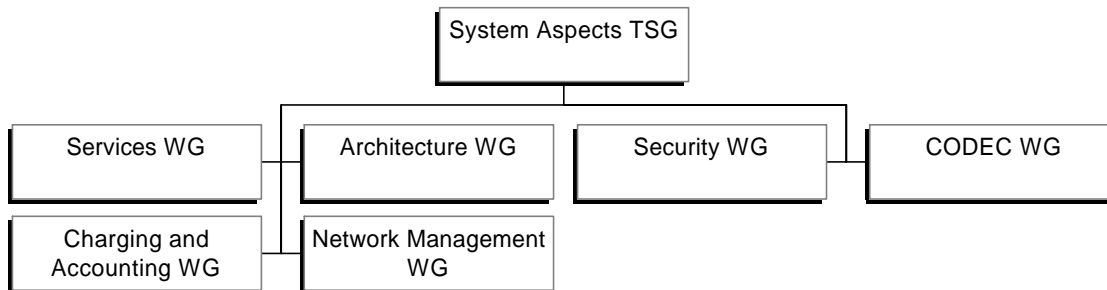 System Aspects TSG
Services WG
Architecture WG
Security WG
CODEC WG
Charging and
Accounting WG
Network Management
WG